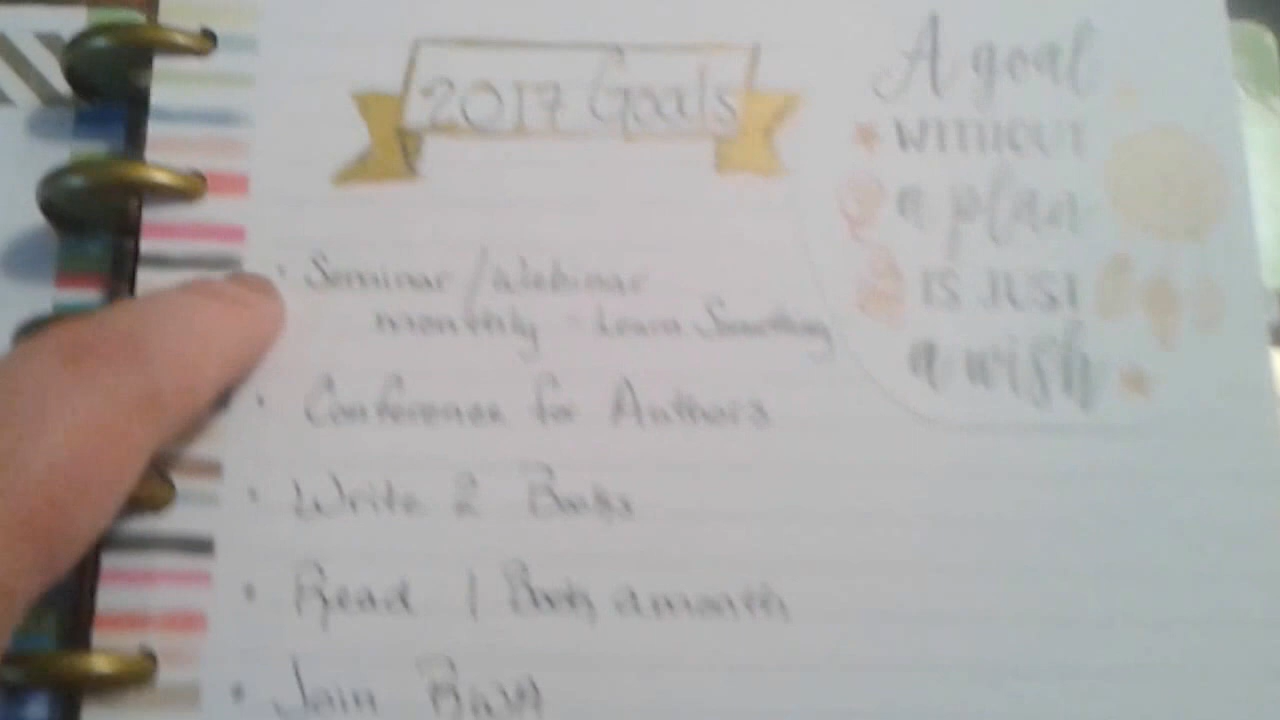 2017 Goals
A goal
WITHOUT
a plan
IS JUST
a wish
• Seminar / Webinar
monthly - Learn Something
• Conference for Authors
• Write 2 Books
• Read 1 Book a month
• Join